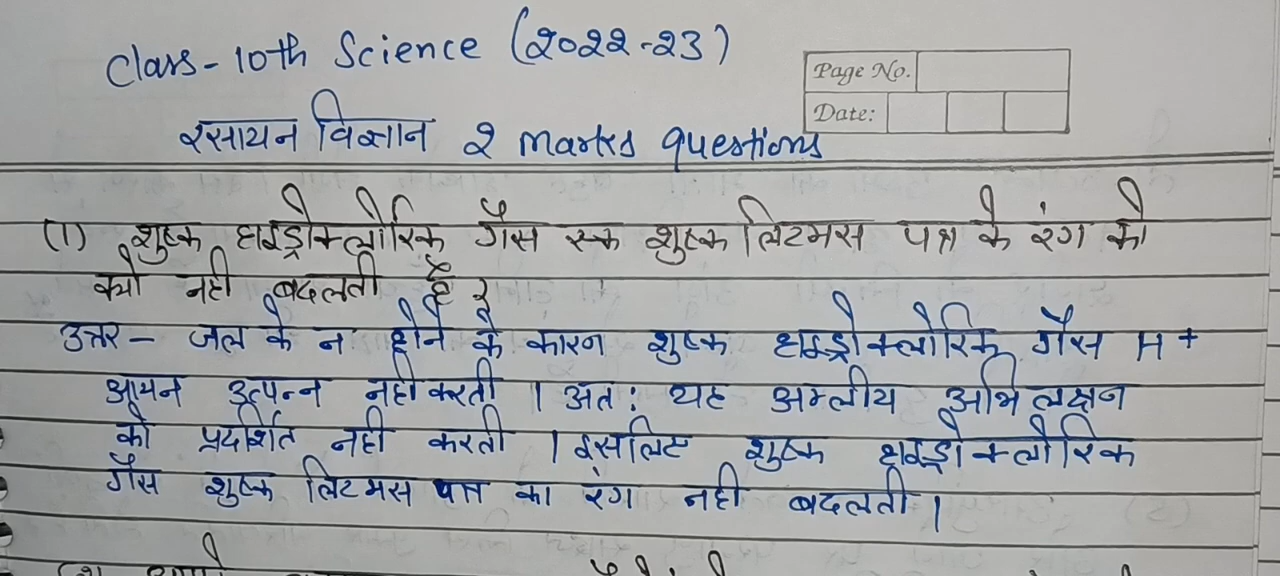 Class - 10th Science (2022-23)
Page No.
Date:
रसायन विज्ञान 2 marks questions
(1) शुष्क हाइड्रोक्लोरिक गैस एक शुष्क लिटमस पत्र के रंग को
क्यो नही बदलती है ?
उत्तर - जल के न होने के कारण शुष्क हाइड्रोक्लोरिक गैस H+
आयन उत्पन्न नही करती । अत: यह अम्लीय अभिलक्षन
को प्रदर्शित नही करती । इसलिए शुष्क हाइड्रोक्लोरिक
गैस शुष्क लिटमस पत्र का रंग नही बदलती ।